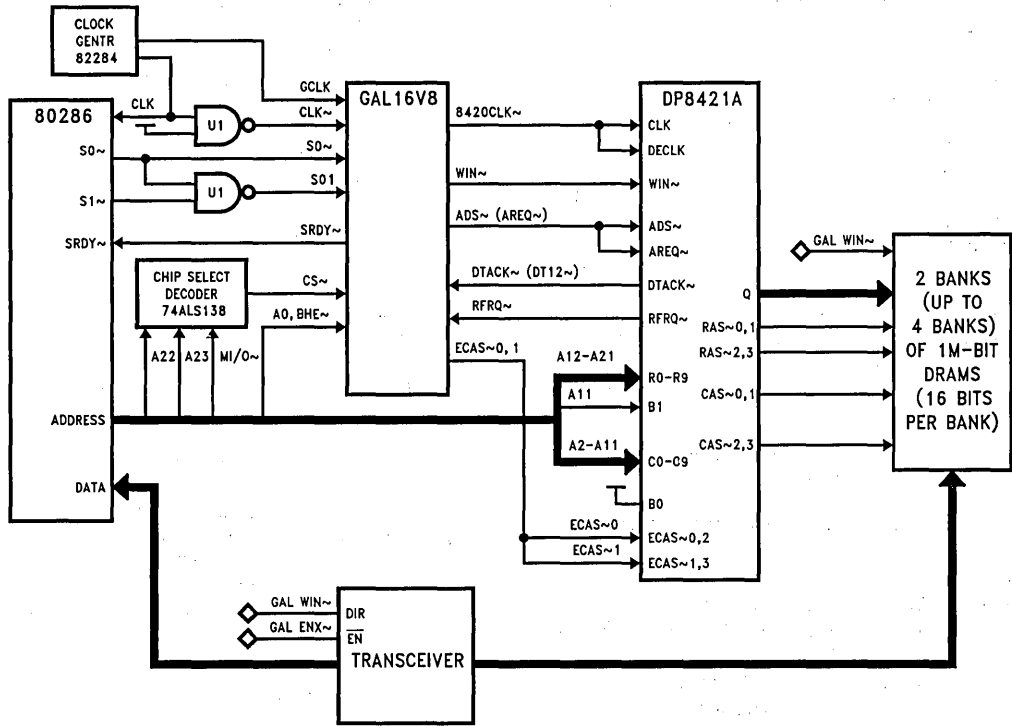 CLOCK
GENTR
82284
80286
CLK
S0~
S1~
SRDY~
ADDRESS
DATA
U1
U1
GCLK
CLK~
S0~
S01
SRDY~
CHIP SELECT
DECODER
74ALS138
CS~
A0,BHE~
A22
A23
MI/O~
GAL16V8
8420CLK~
WIN~
ADS~ (AREQ~)
DTACK~ (DT12~)
RFRQ~
ECAS~0, 1
A12-A21
A11
A2-A11
ECAS~0
ECAS~1
DP8421A
CLK
DECLK
WIN~
ADS~
AREQ~
DTACK~
RFRQ~
R0-R9
B1
C0-C9
B0
ECAS~0,2
ECAS~1,3
Q
RAS~0,1
RAS~2,3
CAS~0,1
CAS~2,3
GAL WIN~
2 BANKS
(UP TO
4 BANKS)
OF 1M-BIT
DRAMS
(16 BITS
PER BANK)
GAL WIN~
GAL ENX~
DIR
EN
TRANSCEIVER